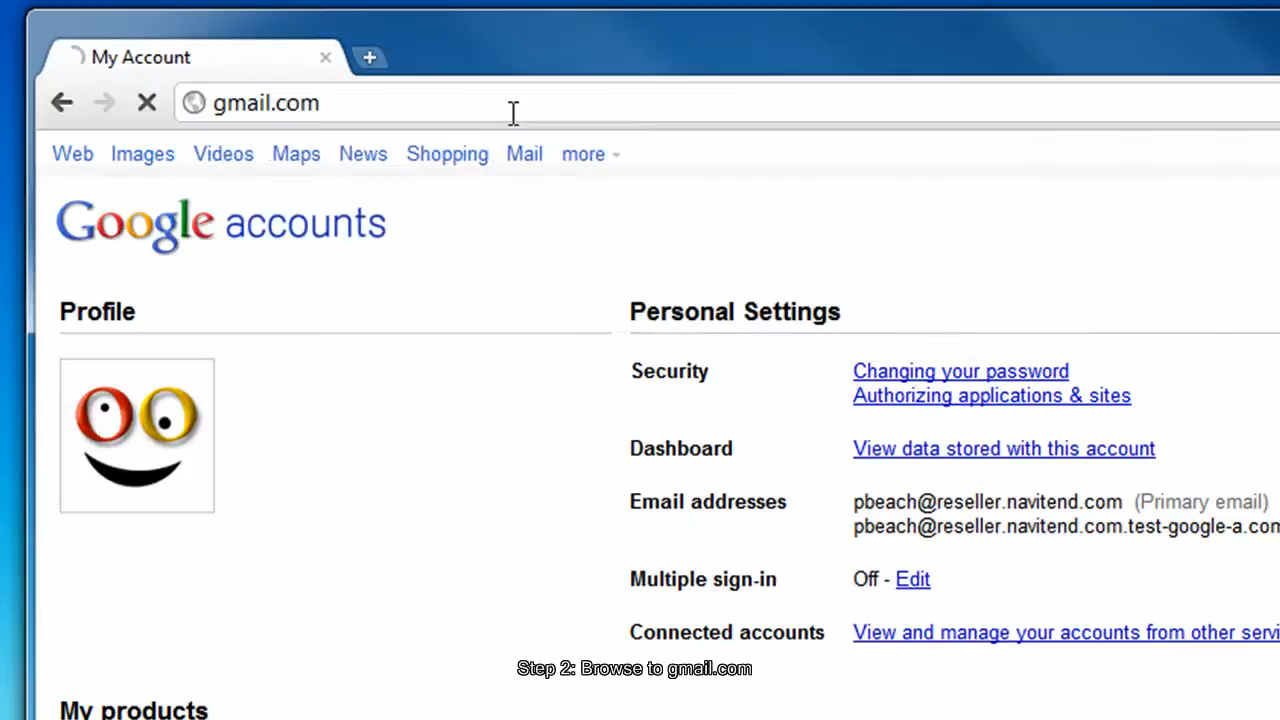 My Account
gmail.com
Web Images Videos Maps News Shopping Mail more
Google accounts
Profile
Personal Settings
Security
Changing your password
Authorizing applications & sites
Dashboard
View data stored with this account
Email addresses
pbeach@reseller.navitend.com (Primary email)
pbeach@reseller.navitend.com.test-google-a.com
Multiple sign-in
Off - Edit
Connected accounts
View and manage your accounts from other servi
Step 2: Browse to gmail.com
My products